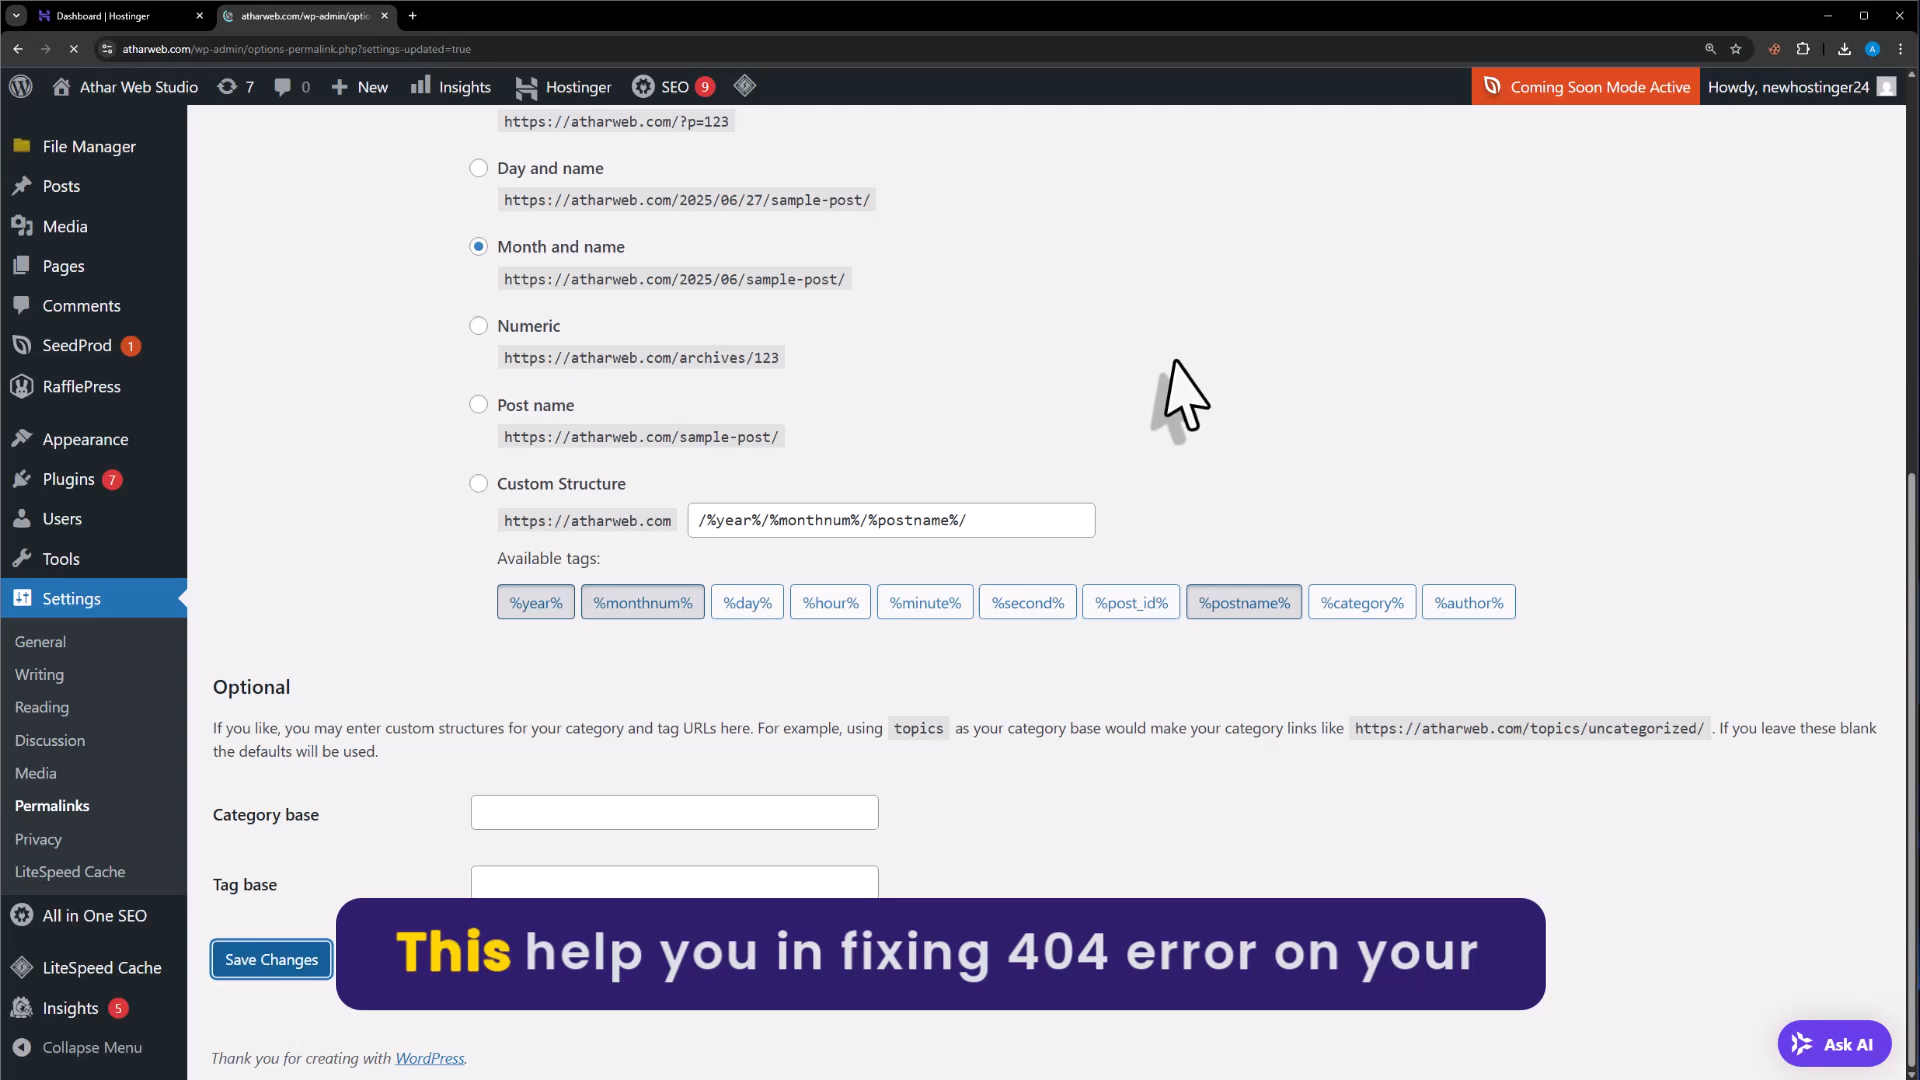 Dashboard | Hostinger
atharweb.com/wp-admin/optio
atharweb.com/wp-admin/options-permalink.php?settings-updated=true
A
Athar Web Studio
7
0
New
Insights
Hostinger
SEO
9
Coming Soon Mode Active
Howdy, newhostinger24
File Manager
Posts
Media
Pages
Comments
SeedProd
1
RafflePress
Appearance
Plugins
7
Users
Tools
Settings
General
Writing
Reading
Discussion
Media
Permalinks
Privacy
LiteSpeed Cache
All in One SEO
LiteSpeed Cache
Insights
5
Collapse Menu
https://atharweb.com/?p=123
Day and name
https://atharweb.com/2025/06/27/sample-post/
Month and name
https://atharweb.com/2025/06/sample-post/
Numeric
https://atharweb.com/archives/123
Post name
https://atharweb.com/sample-post/
Custom Structure
https://atharweb.com
/%year%/%monthnum%/%postname%/
Available tags:
%year%
%monthnum%
%day%
%hour%
%minute%
%second%
%post_id%
%postname%
%category%
%author%
Optional
If you like, you may enter custom structures for your category and tag URLs here. For example, using topics as your category base would make your category links like https://atharweb.com/topics/uncategorized/ . If you leave these blank
the defaults will be used.
Category base
Tag base
Save Changes
This help you in fixing 404 error on your
Thank you for creating with WordPress.
Ask AI